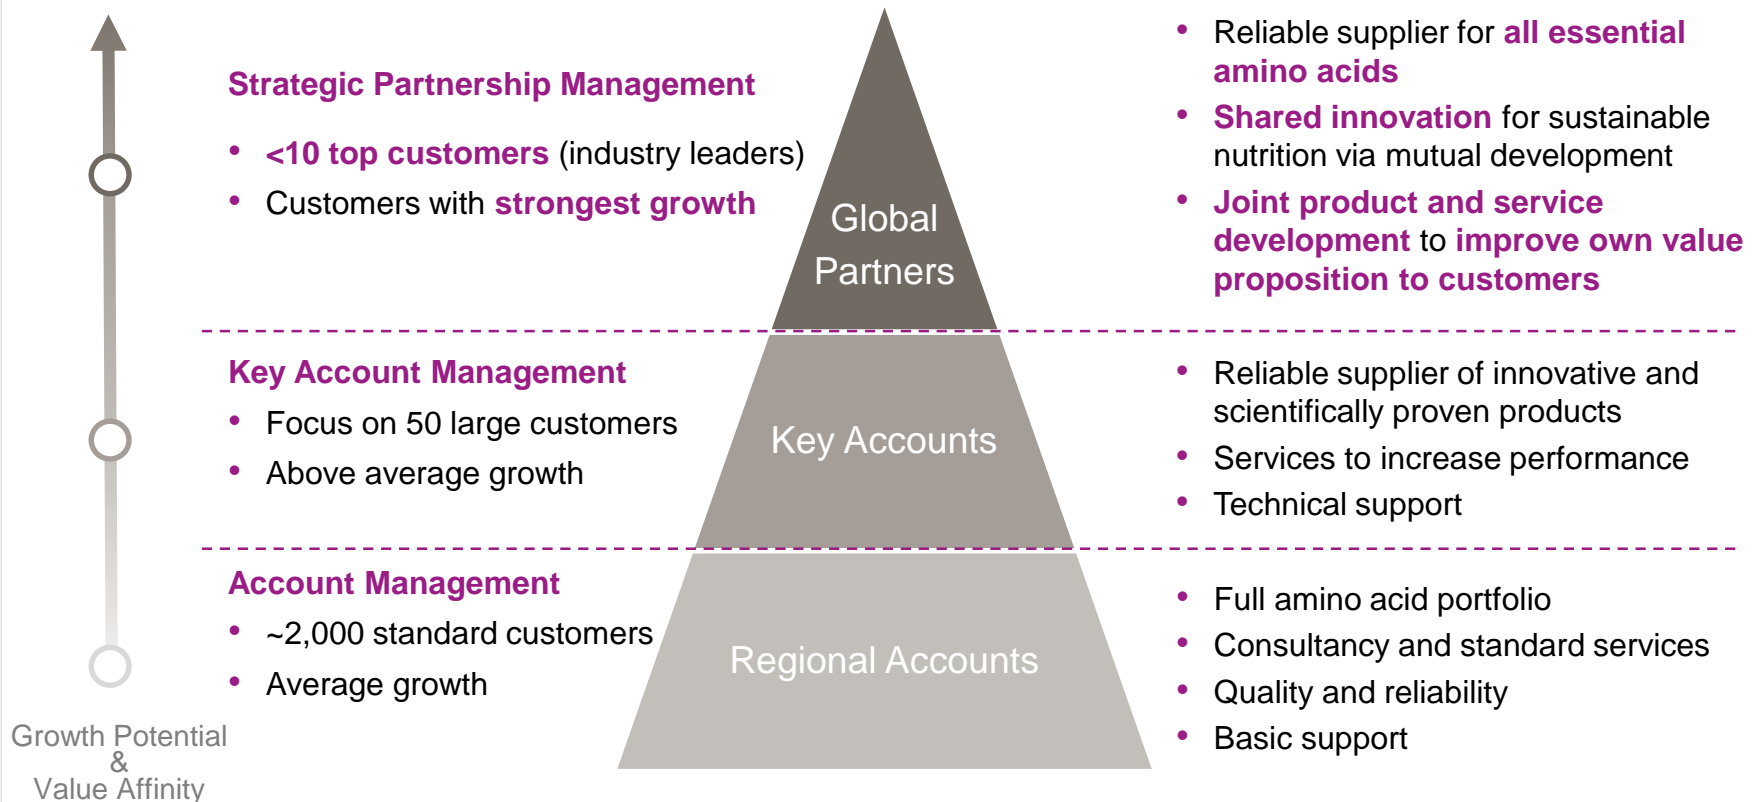 Strategic Partnership Management
• <10 top customers (industry leaders)
• Customers with strongest growth
Global
Partners
• Reliable supplier for all essential
amino acids
• Shared innovation for sustainable
nutrition via mutual development
• Joint product and service
development to improve own value
proposition to customers
Key Account Management
• Focus on 50 large customers
• Above average growth
Key Accounts
• Reliable supplier of innovative and
scientifically proven products
• Services to increase performance
• Technical support
Account Management
• ~2,000 standard customers
• Average growth
Regional Accounts
• Full amino acid portfolio
• Consultancy and standard services
• Quality and reliability
• Basic support
Growth Potential
&
Value Affinity